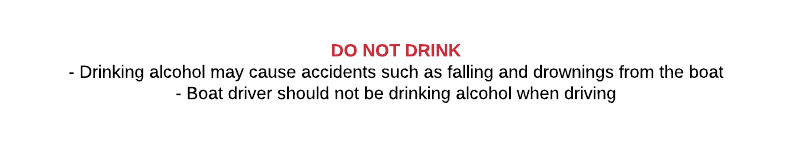 DO NOT DRINK
- Drinking alcohol may cause accidents such as falling and drownings from the boat
- Boat driver should not be drinking alcohol when driving